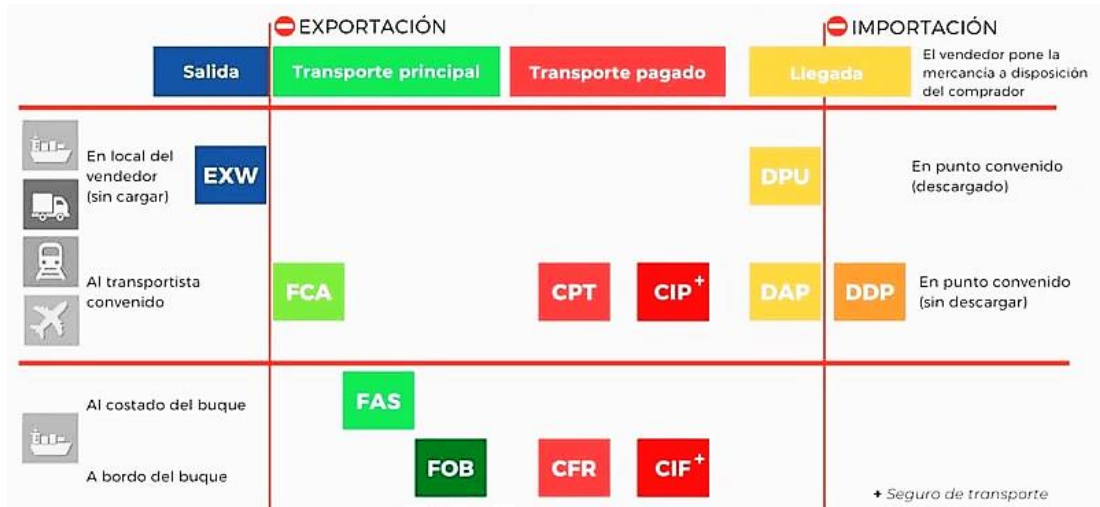 EXPORTACIÓN
IMPORTACIÓN
Salida
Transporte principal
Transporte pagado
Llegada
El vendedor pone la
mercancía a disposición
del comprador
En local del
vendedor
(sin cargar)
EXW
DPU
En punto convenido
(descargado)
Al transportista
convenido
FCA
CPT
CIP+
DAP
DDP
En punto convenido
(sin descargar)
Al costado del buque
FAS
A bordo del buque
FOB
CFR
CIF+
+ Seguro de transporte